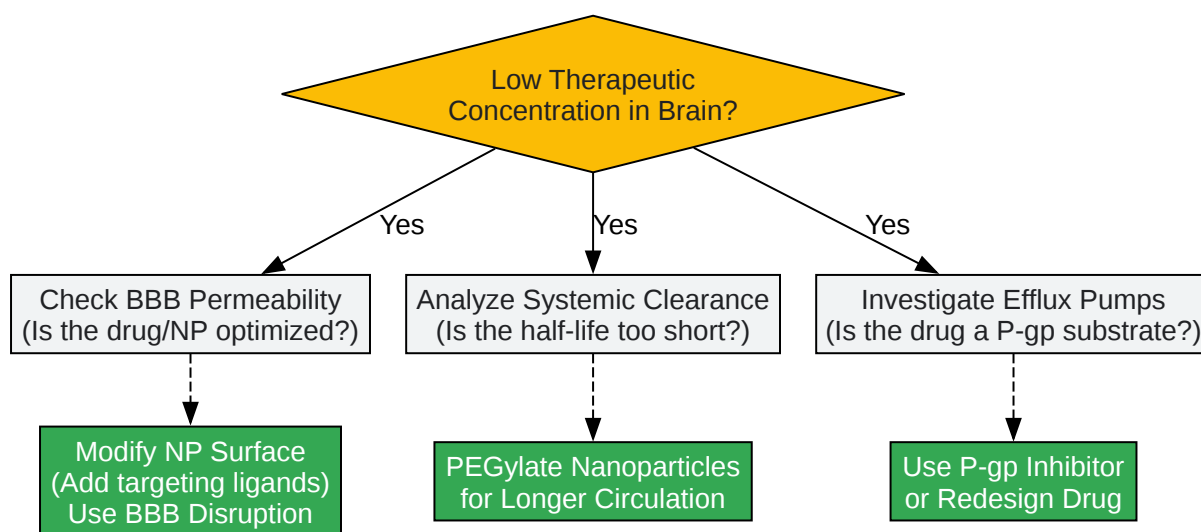 Low Therapeutic
Concentration in Brain?
Yes
Yes
Yes
Check BBB Permeability
(Is the drug/NP optimized?)
Analyze Systemic Clearance
(Is the half-life too short?)
Investigate Efflux Pumps
(Is the drug a P-gp substrate?)
Modify NP Surface
(Add targeting ligands)
Use BBB Disruption
PEGylate Nanoparticles
for Longer Circulation
Use P-gp Inhibitor
or Redesign Drug